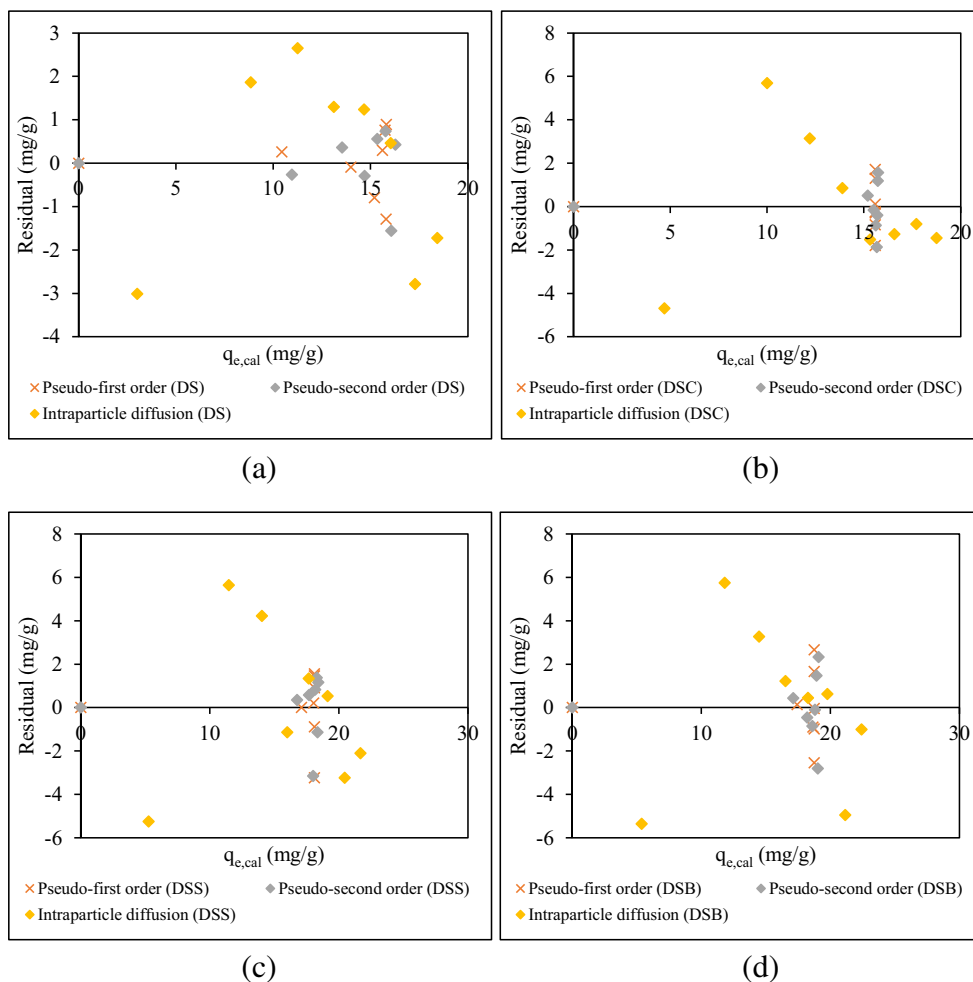 3
2
1
0
-1
-2
-3
-4
0 5 10 15 20
Residual (mg/g)
qe,cal (mg/g)
× Pseudo-first order (DS) ◆ Pseudo-second order (DS)
◆ Intraparticle diffusion (DS)
(a)
8
6
4
2
0
-2
-4
-6
0 5 10 15 20
Residual (mg/g)
qe,cal (mg/g)
× Pseudo-first order (DSC) ◆ Pseudo-second order (DSC)
◆ Intraparticle diffusion (DSC)
(b)
8
6
4
2
0
-2
-4
-6
0 10 20 30
Residual (mg/g)
qe,cal (mg/g)
× Pseudo-first order (DSS) ◆ Pseudo-second order (DSS)
◆ Intraparticle diffusion (DSS)
(c)
8
6
4
2
0
-2
-4
-6
0 10 20 30
Residual (mg/g)
qe,cal (mg/g)
× Pseudo-first order (DSB) ◆ Pseudo-second order (DSB)
◆ Intraparticle diffusion (DSB)
(d)